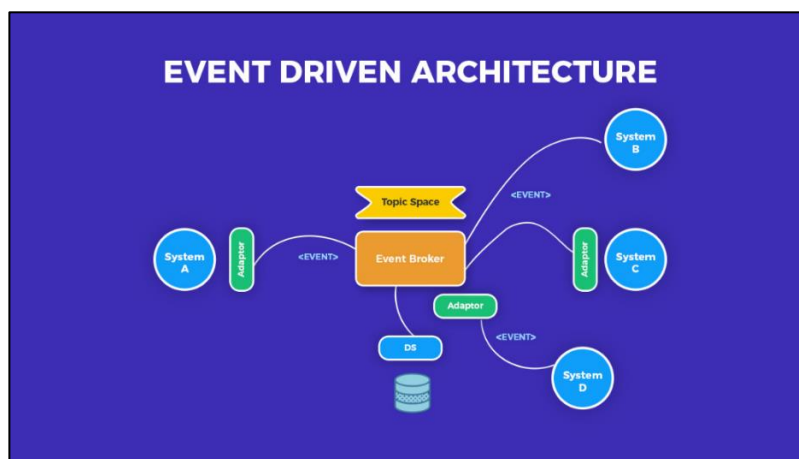 EVENT DRIVEN ARCHITECTURE
System
B
<EVENT>
Topic Space
System
A
Adaptor
<EVENT>
Event Broker
Adaptor
System
C
Adaptor
<EVENT>
DS
System
D